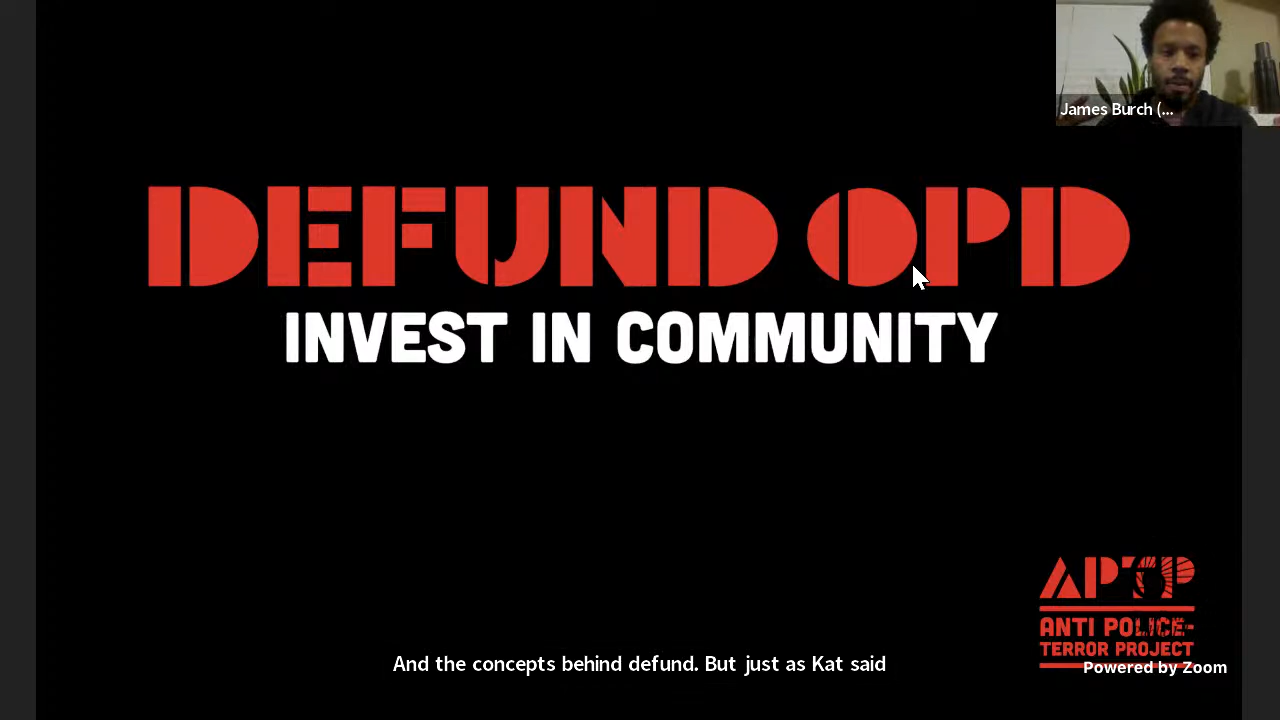 James Burch (...
DEFUND OPD
INVEST IN COMMUNITY
APTP
ANTI POLICE-
TERROR PROJECT
And the concepts behind defund. But just as Kat said
Powered by Zoom